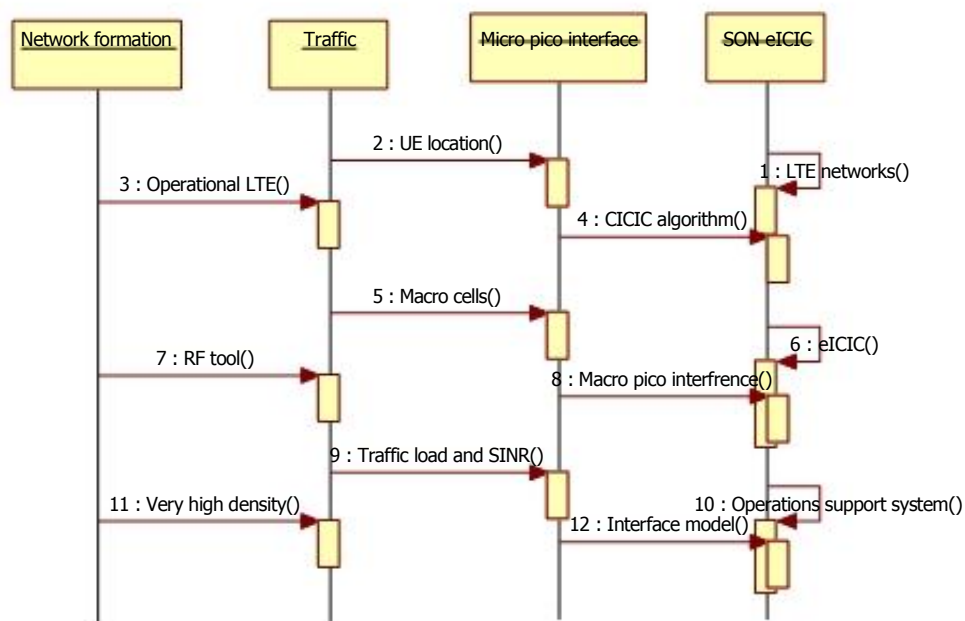 Network formation
Traffic
Micro pico interface
SON eICIC
2 : UE location()
1 : LTE networks()
3 : Operational LTE()
4 : CICIC algorithm()
5 : Macro cells()
6 : eICIC()
7 : RF tool()
8 : Macro pico interfrence()
9 : Traffic load and SINR()
10 : Operations support system()
11 : Very high density()
12 : Interface model()